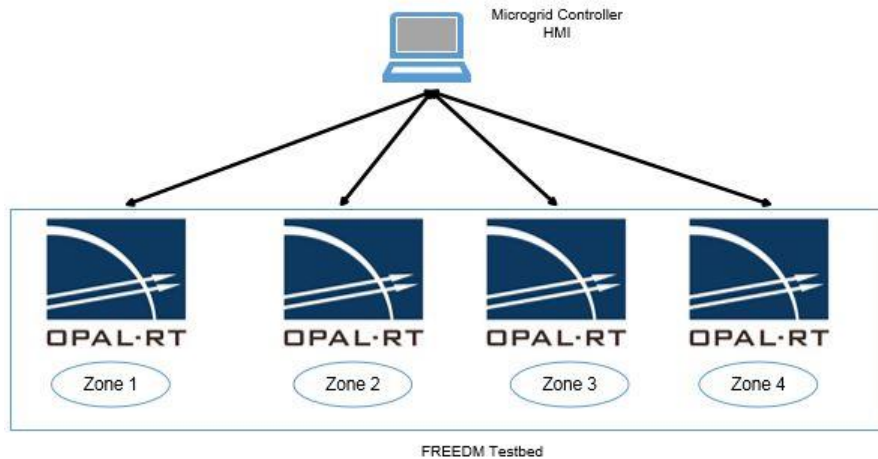 Microgrid Controller
HMI
OPAL-RT
OPAL-RT
OPAL-RT
OPAL-RT
Zone 1
Zone 2
Zone 3
Zone 4
FREEDM Testbed